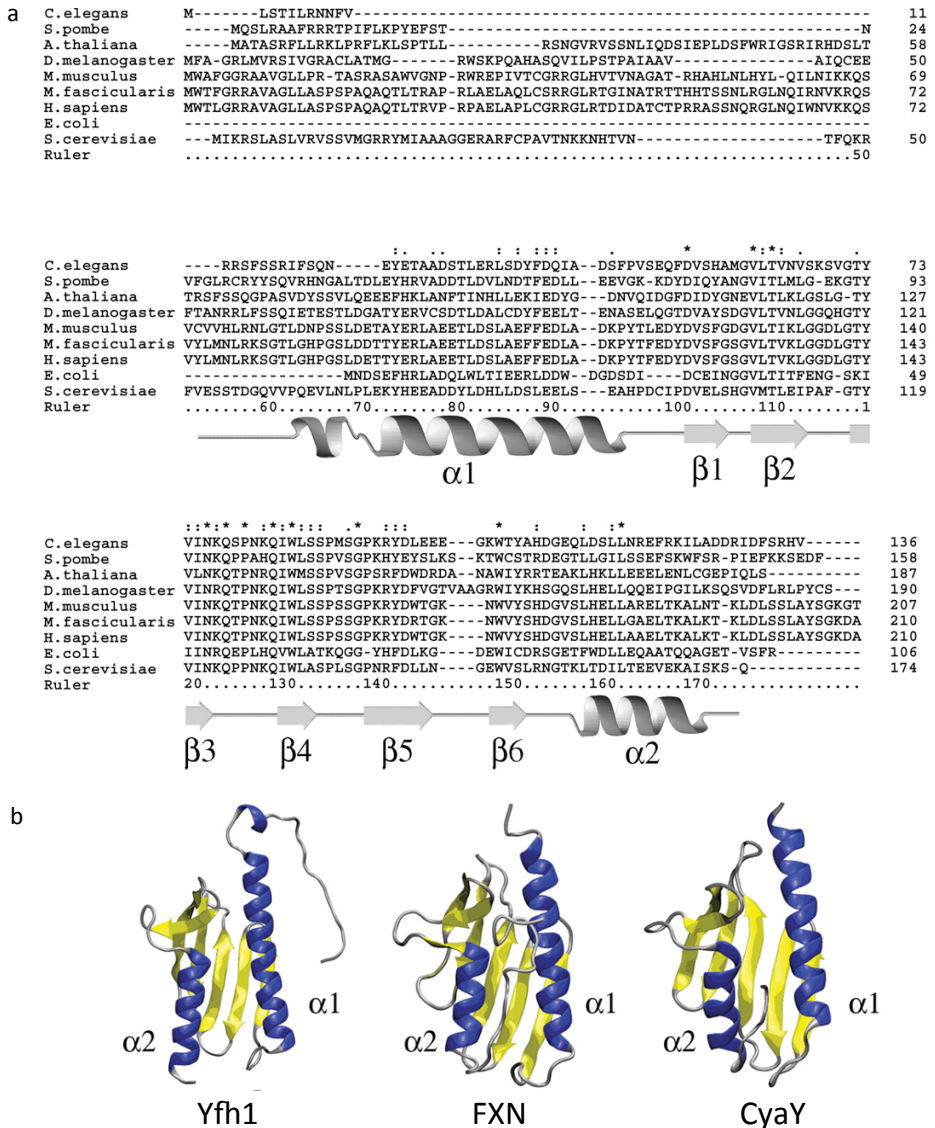 a
C.elegans M-------LSTILRNNFV------------------------------------------------------ 11
S.pombe -----MQSLRAAFRRRTPIFLKPYEFST--------------------------------------------N 24
A.thaliana -----MATASRFLLRKLPRFLKLSPTLL----------RSNGVRVSSNLIQDSIEPLDSFWRIGSRIRHDSLT 58
D.melanogaster MFA-GRLMVRSIVGRACLATMG--------RWSKPQAHASQVILPSTPAIAAV------------AIQCEE 50
M.musculus MWAFGGRAAVGLLPR-TASRASAWVGNP-RWREPIVTCGRRGLHVTVNAGAT-RHAHLNLHYL-QILNIKKQS 69
M.fascicularis MWTFGRRAVAGLLASPSPAQAQTLTRAP-RLAELAQLCSRRGLRTGINATRTTHHTSSNLRGLNQIRNVKRQS 72
H.sapiens MWTLGRRAVAGLLASPSPAQAQTLTRVP-RPAELAPLCGRRGLRTDIDATCTPRRASSNQRGLNQIWNVKKQS 72
E.coli -------------------------------------------------------------------------
S.cerevisiae ---MIKRSLASLVRVSSVMGRRYMIAAAGGERARFCPAVTNKKNHTVN--------------------TFQKR 50
Ruler .......................................................................50
:. .. : : ::: . * *:*: .
C.elegans ----RRSFSSRIFSQN-----EYETAADSTLERLSDYFDQIA--DSFPVSEQFDVSHAMGVLTVNVSKSVGTY 73
S.pombe VFGLRCRYYSQVRHNGALTDLEYHRVADDTLDVLNDTFEDLL--EEVGK-KDYDIQYANGVITLML-GEKGTY 93
A.thaliana TRSFSSQGPASVDYSSVLQEEEFHKLANFTINHLLEKIEDYG--DNVQIDGFDIDYGNEVLTLKLGSLG-TY 127
D.melanogaster FTANRRLFSSQIETESTLDGATYERVCSDTLDALCDYFEELT--ENASELQGTDVAYSDGVLTVNLGGQHGTY 121
M.musculus VCVVHLRNLGTLDNPSSLDETAYERLAEETLDSLAEFFEDLA--DKPYTLEDYDVSFGDGVLTIKLGGDLGTY 140
M.fascicularis VYLMNLRKSGTLGHPGSLDDTTYERLAEETLDSLAEFFEDLA--DKPYTFEDYDVSFGSGVLTVKLGGDLGTY 143
H.sapiens VYLMNLRKSGTLGHPGSLDETTYERLAEETLDSLAEFFEDLA--DKPYTFEDYDVSFGSGVLTVKLGGDLGTY 143
E.coli -----------------MNDSEFHRLADQLWLTIEERLDDW--DGDSDI---DCEINGGVLTITFENG-SKI 49
S.cerevisiae FVESSTDGQVVPQEVLNLPLEKYHEEADDYLDHLLDSLEELS---EAHPDCIPDVELSHGVMTLEIPAF-GTY 119
Ruler ........60........70........80........90.......100.......110........1
α1 β1 β2
::*:* * :*:*::: .:* ::: * : : :*
C.elegans VINKQSPNKQIWLSSPMSGPKRYDLEEE---GKWTYAHDGEQLDSLLNREFRKILADDRIDFSRHV------ 136
S.pombe VINKQPPAHQIWLSSPVSGPKHYEYSLKS-KTWCSTRDEGTLLGILSSEFSKWFSR-PIEFKKSEDF---- 158
A.thaliana VLNKQTPNRQIWMSSPVSGPSRFDWDRDA--NAWIYRRTEAKLHKLLEEELENLCGEPIQLS--------- 187
D.melanogaster VINRQTPNKQIWLSSPTSGPKRYDFVGTVAAGRWIYKHSGQSLHELLQQEIPGILKSQSVDFLRLPYCS--- 190
M.musculus VINKQTPNKQIWLSSPSSGPKRYDWTGK----NWVYSHDGVSLHELLARELTKALNT-KLDLSSLAYSGKGT 207
M.fascicularis VINKQTPNKQIWLSSPSSGPKRYDRTGK----NWVYSHDGVSLHELLGAELTKALKT-KLDLSSLAYSGKDA 210
H.sapiens VINKQTPNKQIWLSSPSSGPKRYDWTGK----NWVYSHDGVSLHELLAAELTKALKT-KLDLSSLAYSGKDA 210
E.coli IINRQEPLHQVWLATKQGG-YHFDLKG----DEWICDRSGETFWDLLEQAATQQAGET-VSFR--------- 106
S.cerevisiae VINKQPPNKQIWLASPLSGPNRFDLLN----GEWVSLRNGTKLTDILTEEVEKAISKS-Q------------ 174
Ruler 20.......130.......140.......150.......160.......170................
β3 β4 β5 β6 α2
b
α2 α1 α2 α1 α2 α1
Yfh1 FXN CyaY